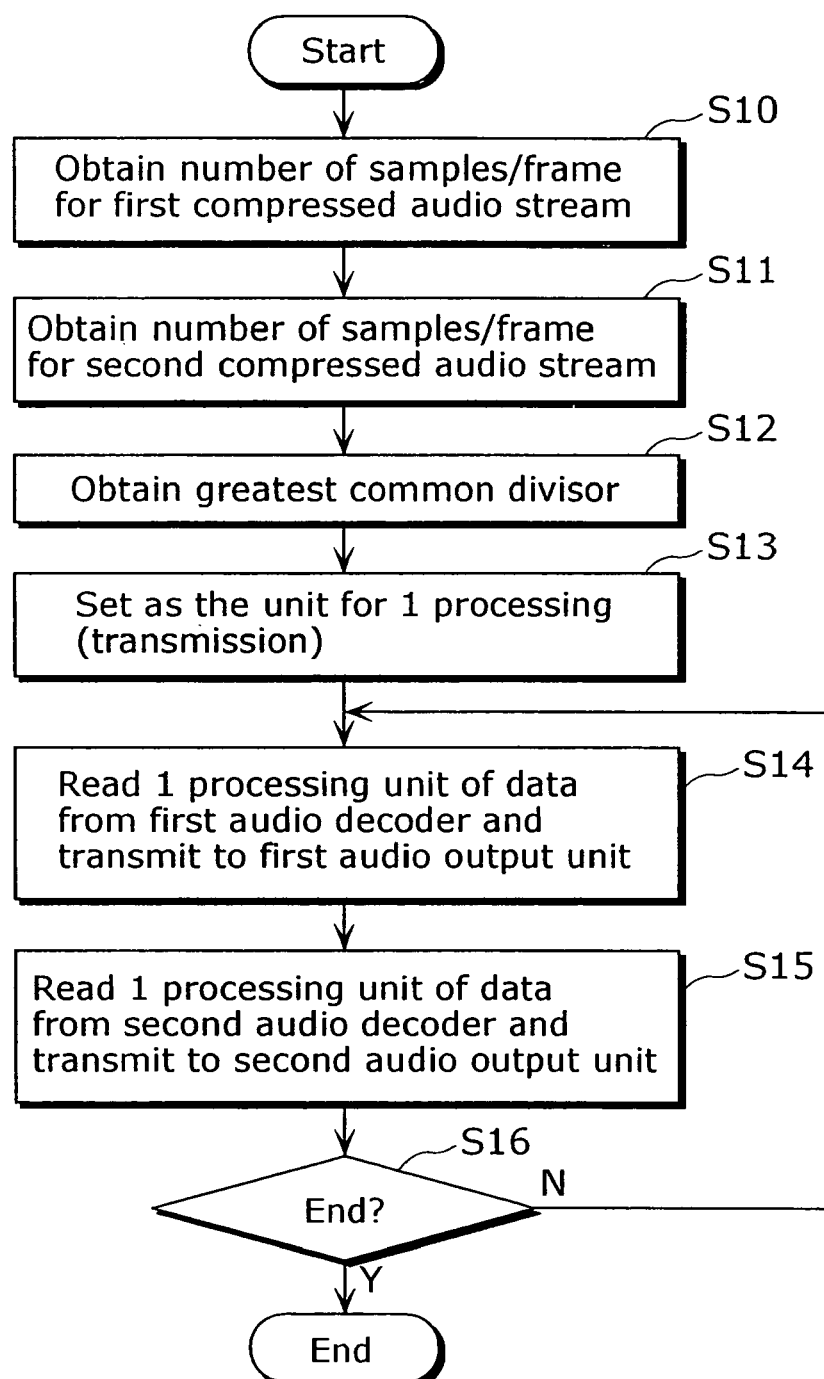 Start
S10
Obtain number of samples/frame
for first compressed audio stream
S11
Obtain number of samples/frame
for second compressed audio stream
S12
Obtain greatest common divisor
S13
Set as the unit for 1 processing
(transmission)
S14
Read 1 processing unit of data
from first audio decoder and
transmit to first audio output unit
S15
Read 1 processing unit of data
from second audio decoder and
transmit to second audio output unit
S16
End?
N
Y
End